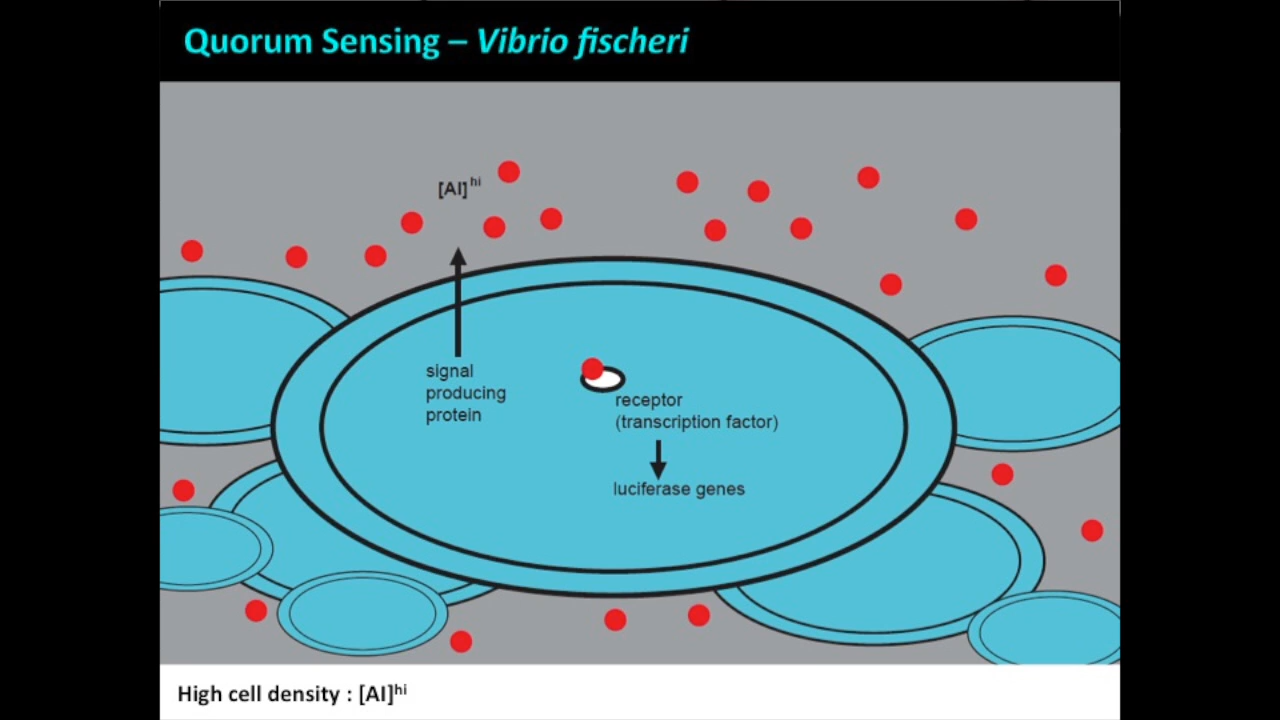 Quorum Sensing – Vibrio fischeri
[AI]hi
signal
producing
protein
receptor
(transcription factor)
luciferase genes
High cell density : [AI]hi